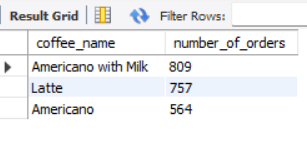 Result Grid Filter Rows:
coffee_name number_of_orders
Americano with Milk 809
Latte 757
Americano 564